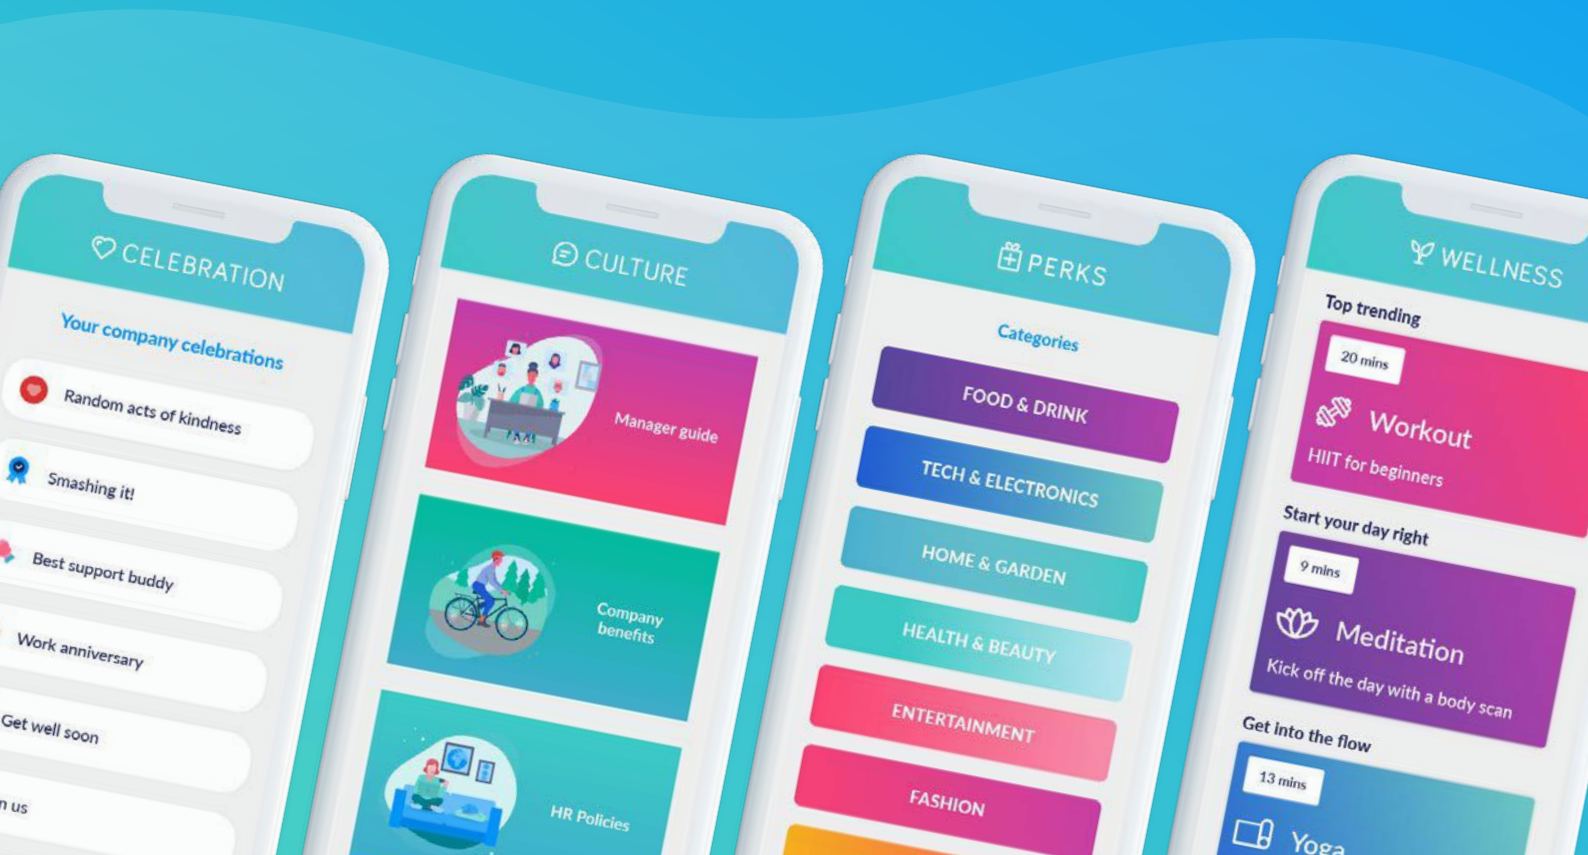 CELEBRATION
Your company celebrations
Random acts of kindness
Smashing it!
Best support buddy
Work anniversary
Get well soon
us
CULTURE
Manager guide
Company
benefits
HR Policies
PERKS
Categories
FOOD & DRINK
TECH & ELECTRONICS
HOME & GARDEN
HEALTH & BEAUTY
ENTERTAINMENT
FASHION
WELLNESS
Top trending
20 mins
Workout
HIIT for beginners
Start your day right
9 mins
Meditation
Kick off the day with a body scan
Get into the flow
13 mins
Yoga